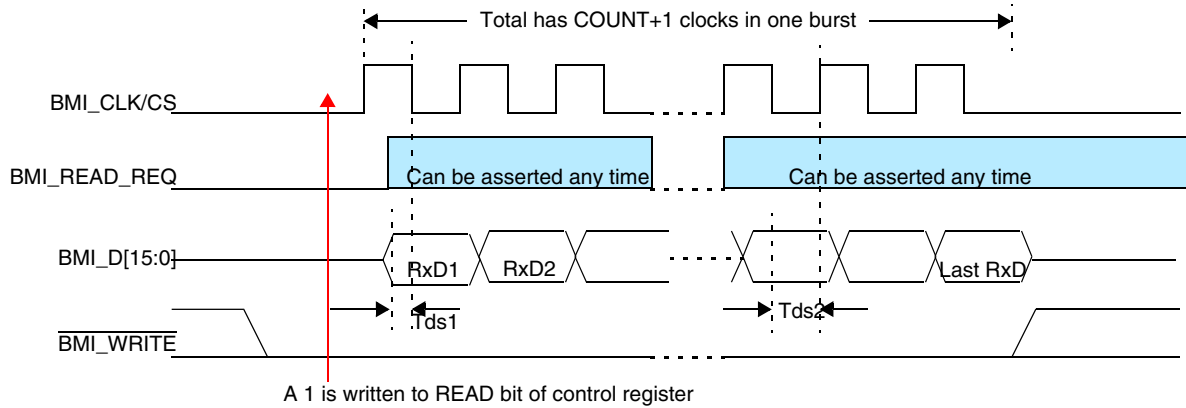 Total has COUNT+1 clocks in one burst
BMI_CLK/CS
BMI_READ_REQ
Can be asserted any time
Can be asserted any time
BMI_D[15:0]
RxD1
RxD2
Last RxD
Tds1
Tds2
BMI_WRITE
A 1 is written to READ bit of control register